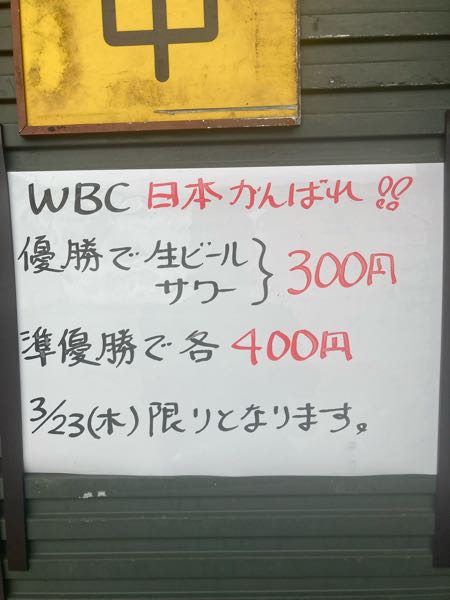 中
WBC 日本がんばれ!!
優勝で生ビール
サワー } 300円
準優勝で各 400円
3/23(木)限りとなります。